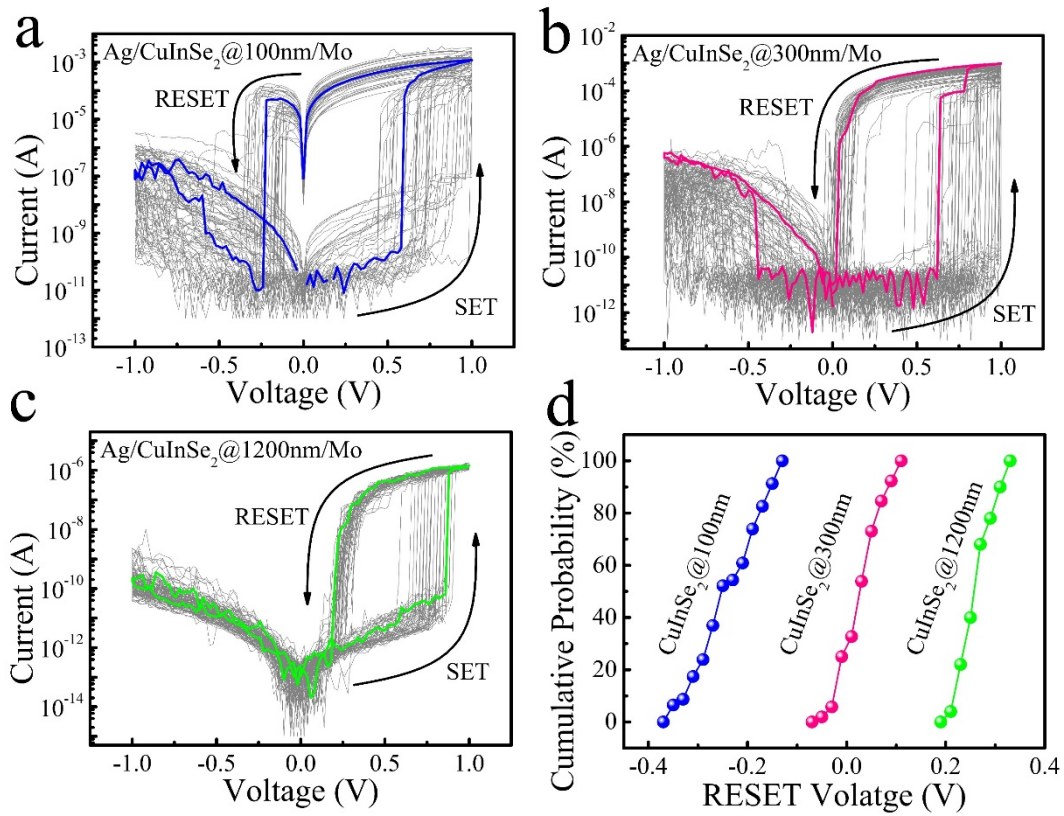 a
Ag/CuInSe₂@100nm/Mo
10⁻³
10⁻⁵
10⁻⁷
10⁻⁹
10⁻¹¹
10⁻¹³
Current (A)
RESET
SET
-1.0 -0.5 0.0 0.5 1.0
Voltage (V)
b
Ag/CuInSe₂@300nm/Mo
10⁻²
10⁻⁴
10⁻⁶
10⁻⁸
10⁻¹⁰
10⁻¹²
Current (A)
RESET
SET
-1.0 -0.5 0.0 0.5 1.0
Voltage (V)
c
Ag/CuInSe₂@1200nm/Mo
10⁻⁶
10⁻⁸
10⁻¹⁰
10⁻¹²
10⁻¹⁴
Current (A)
RESET
SET
-1.0 -0.5 0.0 0.5 1.0
Voltage (V)
d
100
80
60
40
20
0
Cumulative Probability (%)
CuInSe₂@100nm
CuInSe₂@300nm
CuInSe₂@1200nm
-0.4 -0.2 0.0 0.2 0.4
RESET Volatge (V)